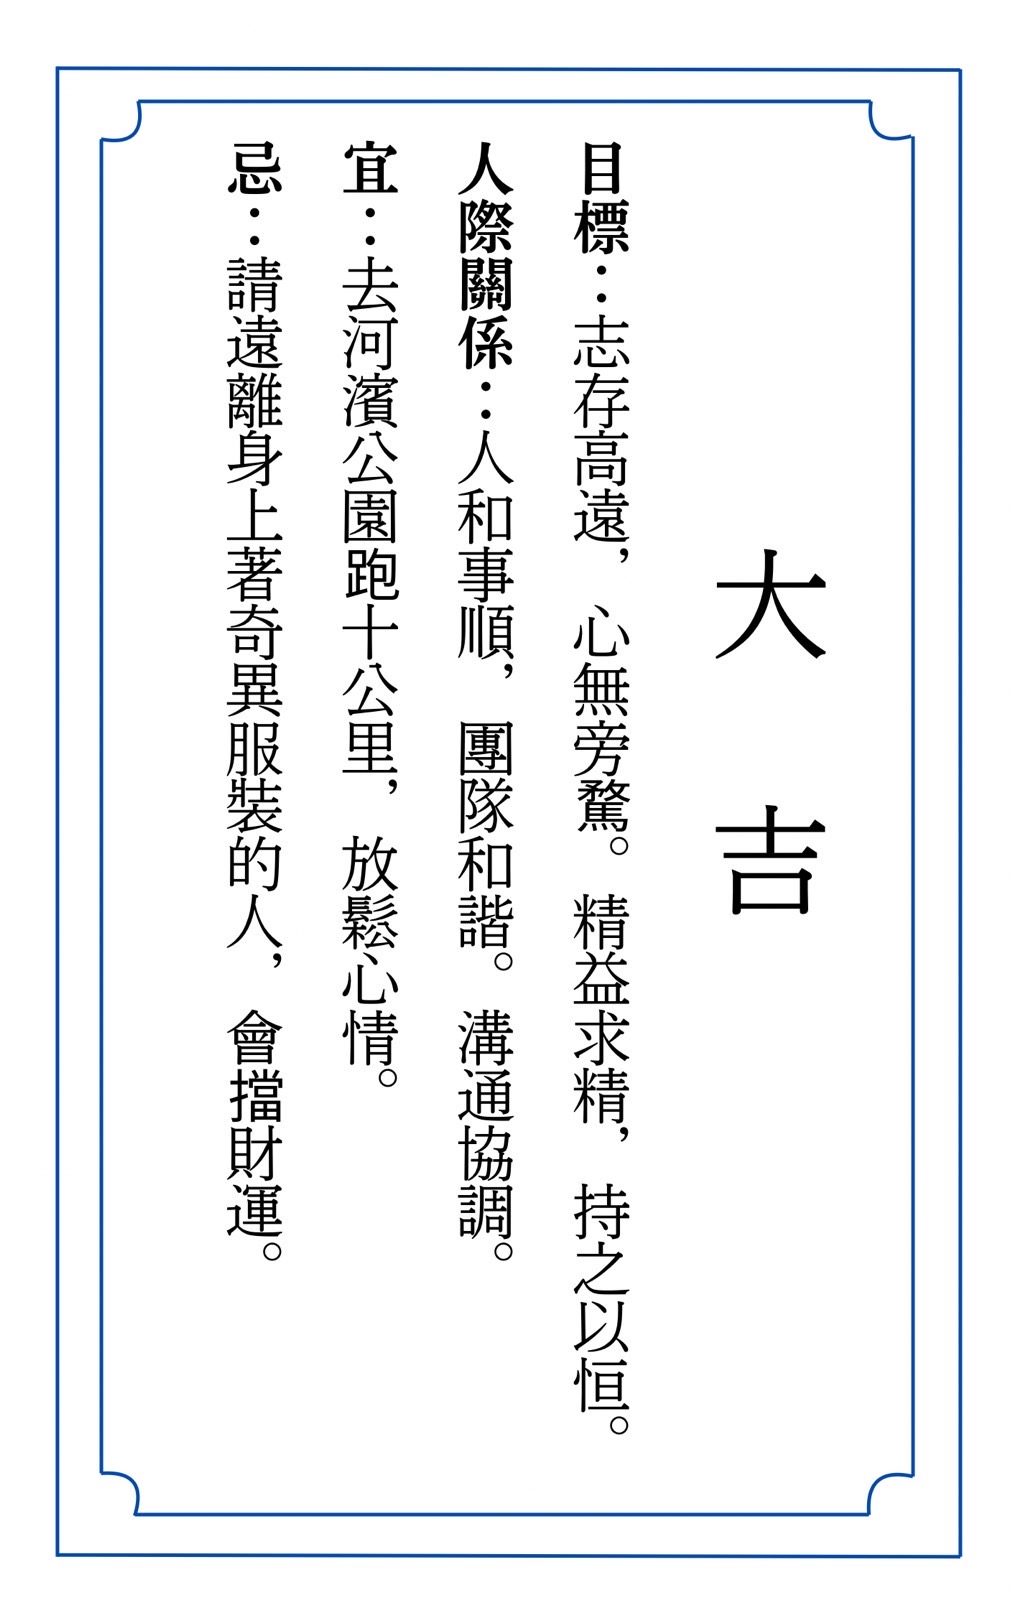 大吉
目標：志存高遠，心無旁騖。精益求精，持之以恒。
人際關係：人和事順，團隊和諧。溝通協調。
宜：去河濱公園跑十公里，放鬆心情。
忌：請遠離身上著奇異服裝的人，會擋財運。